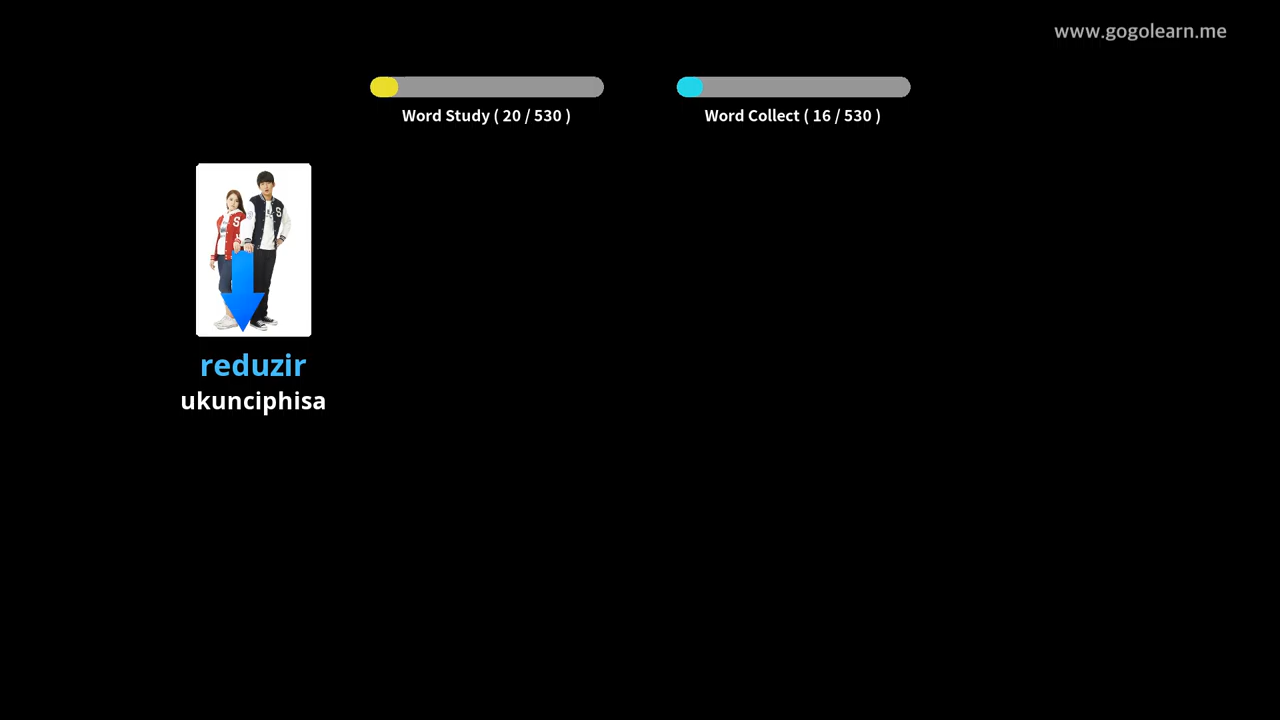 www.gogolearn.me
Word Study ( 20 / 530 )
Word Collect ( 16 / 530 )
S
S
reduzir
ukunciphisa